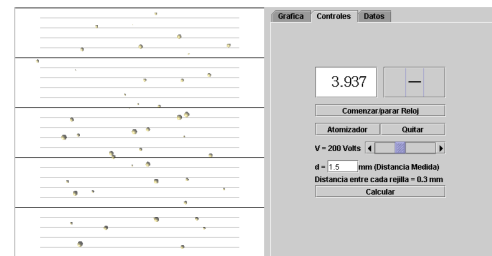 Grafica Controles Datos
3.937 —
Comenzar/parar Reloj
Atomizador Quitar
V = 200 Volts
d = 1.5 mm (Distancia Medida)
Distancia entre cada rejilla = 0.3 mm
Calcular